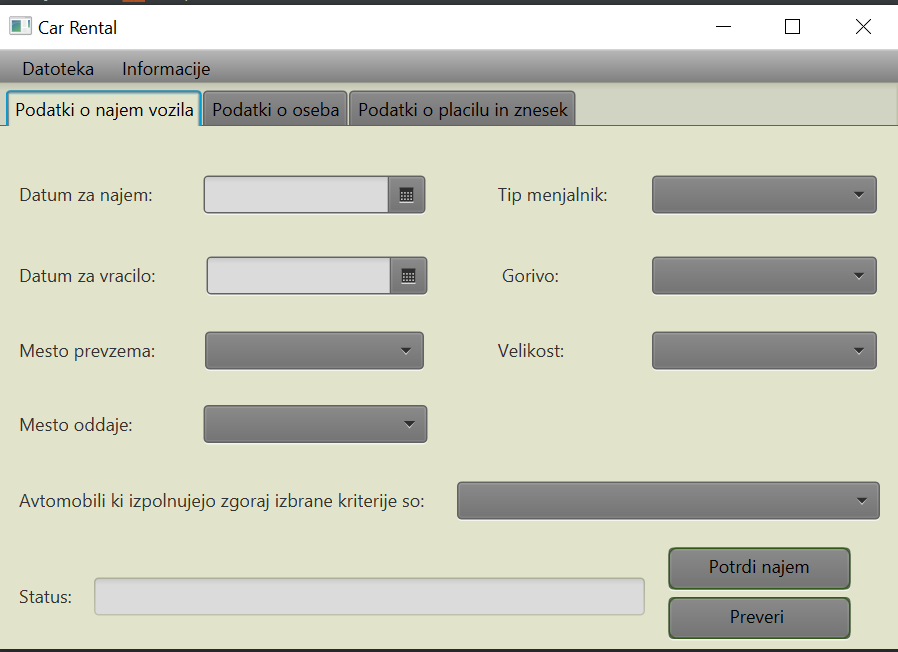 Car Rental
Datoteka Informacije
Podatki o najem vozila Podatki o oseba Podatki o placilu in znesek
Datum za najem: Tip menjalnik:
Datum za vracilo: Gorivo:
Mesto prevzema: Velikost:
Mesto oddaje:
Avtomobili ki izpolnujejo zgoraj izbrane kriterije so:
Potrdi najem
Status:
Preveri